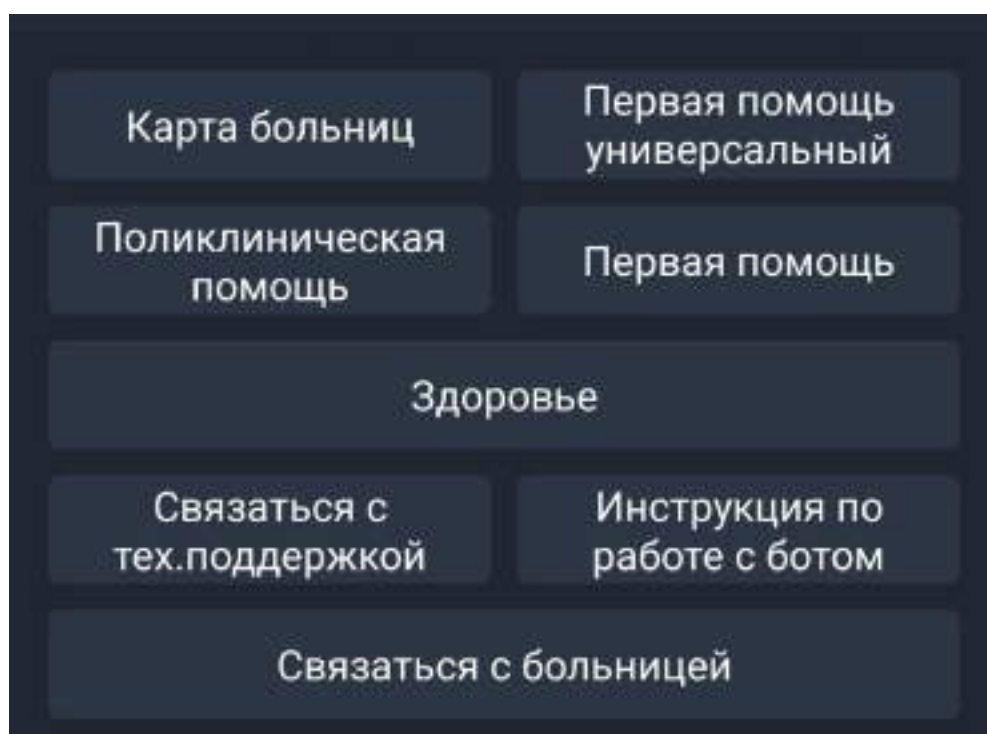 Карта больниц
Первая помощь
универсальный
Поликлиническая
помощь
Первая помощь
Здоровье
Связаться с
тех.поддержкой
Инструкция по
работе с ботом
Связаться с больницей